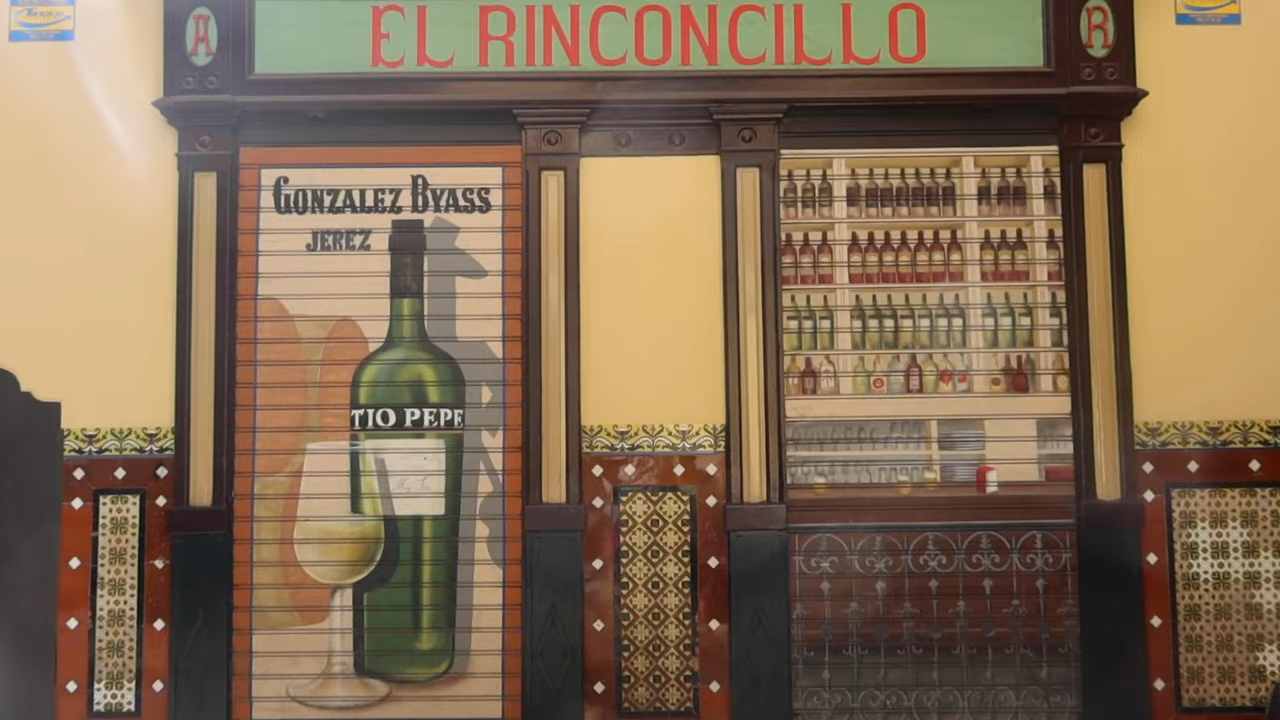 A
EL RINCONCILLO
R
GONZALEZ BYASS
JEREZ
TIO PEPE